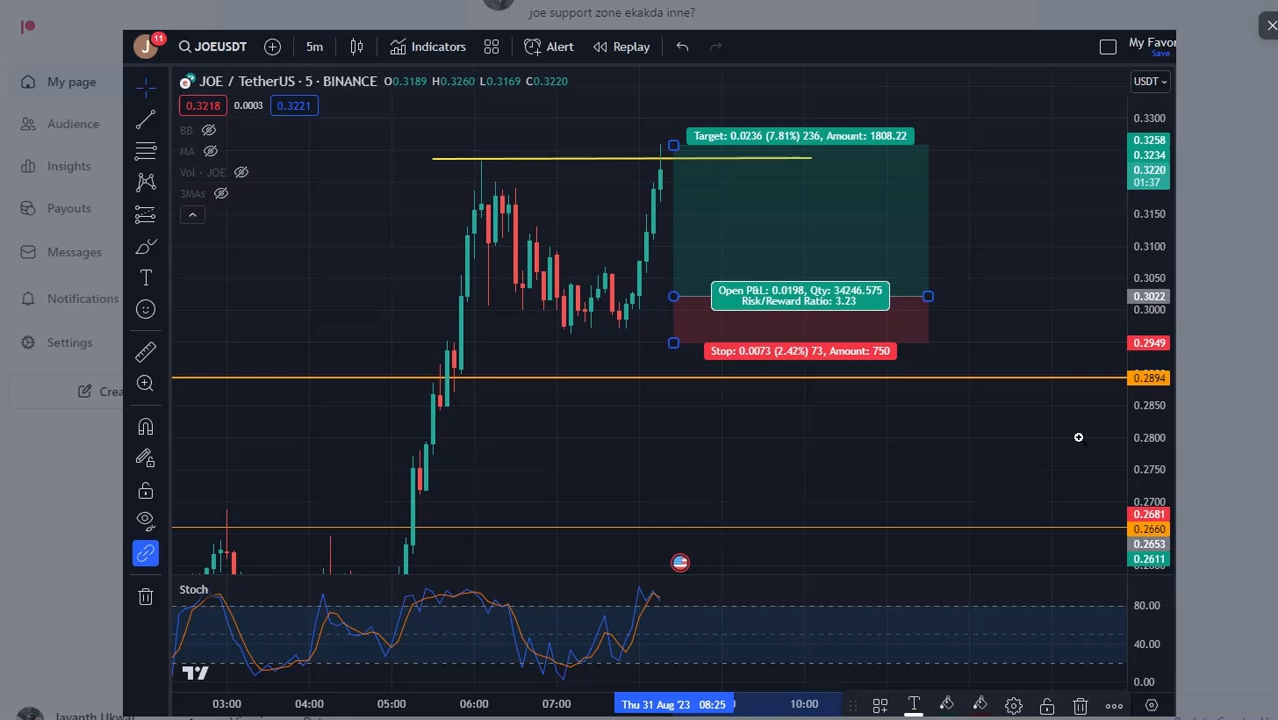 joe support zone ekakda inne?
J 11 JOEUSDT 5m Indicators Alert Replay My Favor
Save
My page
Audience
Insights
Payouts
Messages
Notifications
Settings
JOE / TetherUS · 5 · BINANCE O0.3189 H0.3260 L0.3169 C0.3220
USDT
0.3218 0.0003 0.3221
BB
MA
Vol · JOE
3MAs
Target: 0.0236 (7.81%) 236, Amount: 1808.22
Open P&L: 0.0198, Qty: 34246.575
Risk/Reward Ratio: 3.23
Stop: 0.0073 (2.42%) 73, Amount: 750
0.3300
0.3258
0.3234
0.3220
01:37
0.3150
0.3100
0.3050
0.3022
0.3000
0.2949
0.2894
0.2850
0.2800
0.2750
0.2700
0.2681
0.2660
0.2653
0.2611
Stoch
80.00
40.00
0.00
03:00 04:00 05:00 06:00 07:00 Thu 31 Aug '23 08:25 10:00